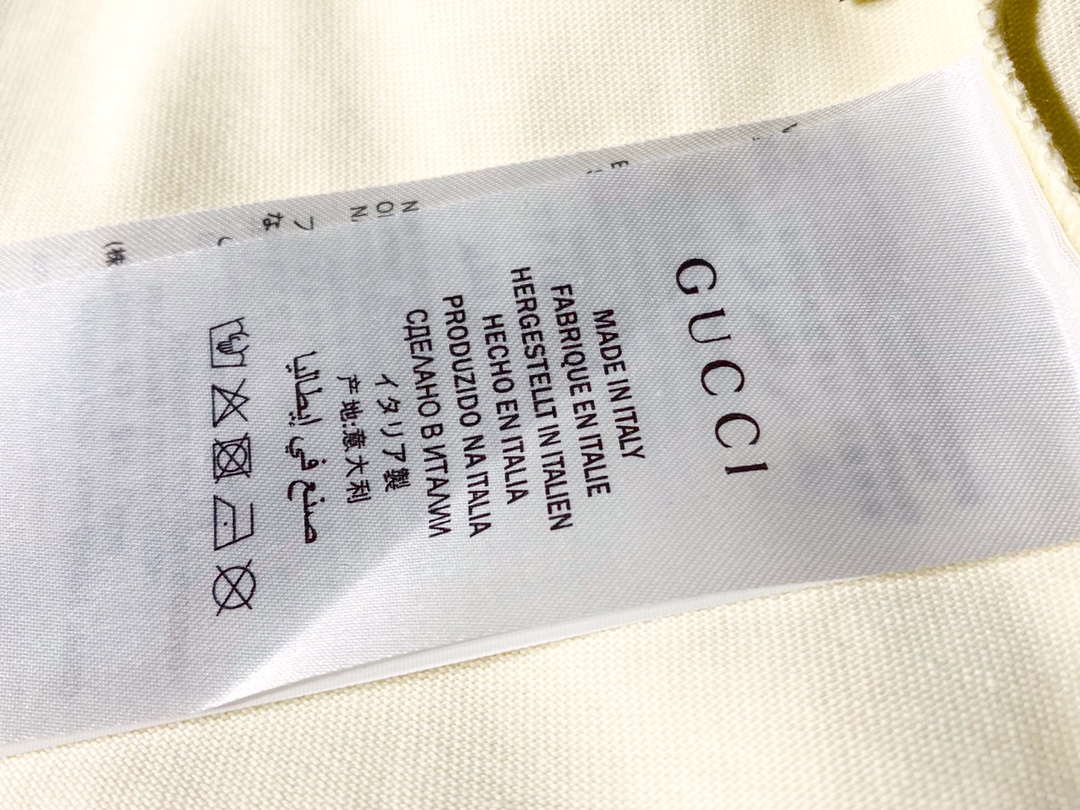 GUCCI
MADE IN ITALY
FABRIQUE EN ITALIE
HERGESTELLT IN ITALIEN
HECHO EN ITALIA
PRODUZIDO NA ITALIA
СДЕЛАНО В ИТАЛИИ
イタリア製
产地:意大利
صنع في إيطاليا